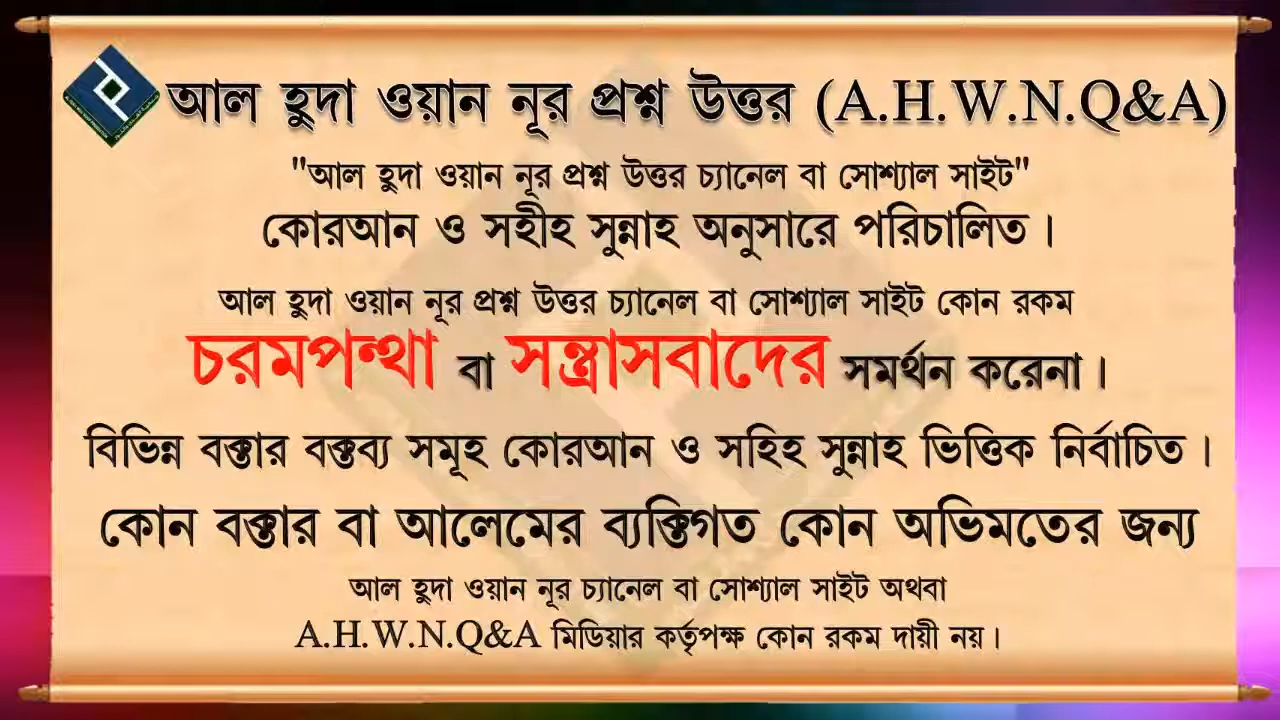 আল হুদা ওয়ান নূর প্রশ্ন উত্তর (A.H.W.N.Q&A)
"আল হুদা ওয়ান নূর প্রশ্ন উত্তর চ্যানেল বা সোশ্যাল সাইট"
কোরআন ও সহীহ সুন্নাহ অনুসারে পরিচালিত।
আল হুদা ওয়ান নূর প্রশ্ন উত্তর চ্যানেল বা সোশ্যাল সাইট কোন রকম
চরমপন্থা বা সন্ত্রাসবাদের সমর্থন করেনা।
বিভিন্ন বক্তার বক্তব্য সমূহ কোরআন ও সহিহ সুন্নাহ ভিত্তিক নির্বাচিত।
কোন বক্তার বা আলেমের ব্যক্তিগত কোন অভিমতের জন্য
আল হুদা ওয়ান নূর চ্যানেল বা সোশ্যাল সাইট অথবা
A.H.W.N.Q&A মিডিয়ার কর্তৃপক্ষ কোন রকম দায়ী নয়।